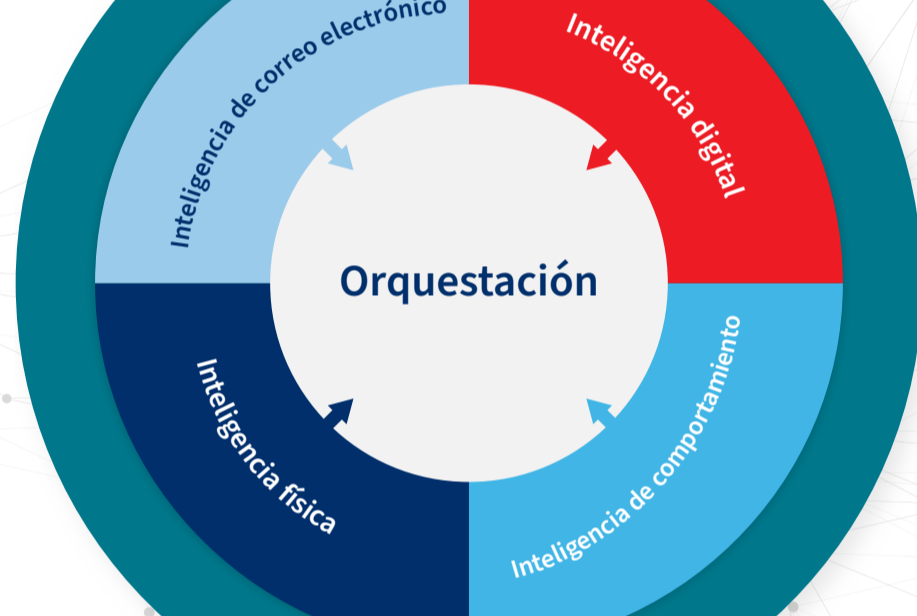 Inteligencia de correo electrónico
Inteligencia digital
Orquestación
Inteligencia física
Inteligencia de comportamiento